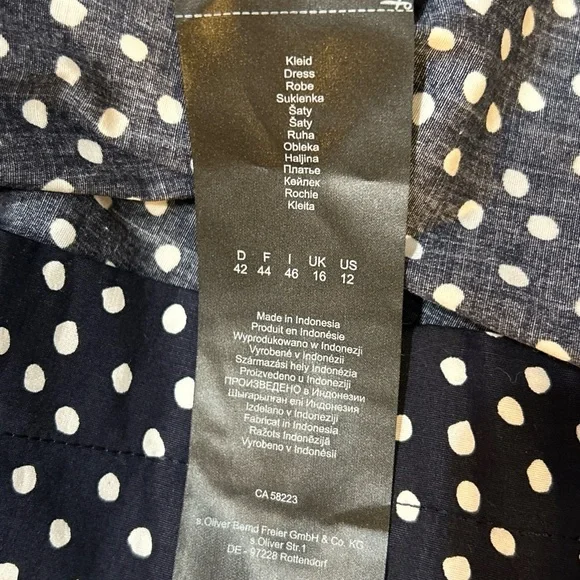 Kleid
Dress
Robe
Sukienka
Šaty
Šaty
Ruha
Obleka
Haljina
Платье
Көйлек
Rochie
Kleita
D F I UK US
42 44 46 16 12
Made in Indonesia
Produit en Indonésie
Wyprodukowano w Indonezji
Vyrobené v Indonézii
Származási hely Indonézia
Proizvedeno u Indoneziji
ПРОИЗВЕДЕНО В ИНДОНЕЗИИ
Шығарылған елі Индонезия
Izdelano v Indoneziji
Fabricat in Indonesia
Ražots Indonēzijā
Vyrobeno v Indonésii
CA 58223
s.Oliver Bernd Freier GmbH & Co. KG
s.Oliver Str.1
DE - 97228 Rottendorf